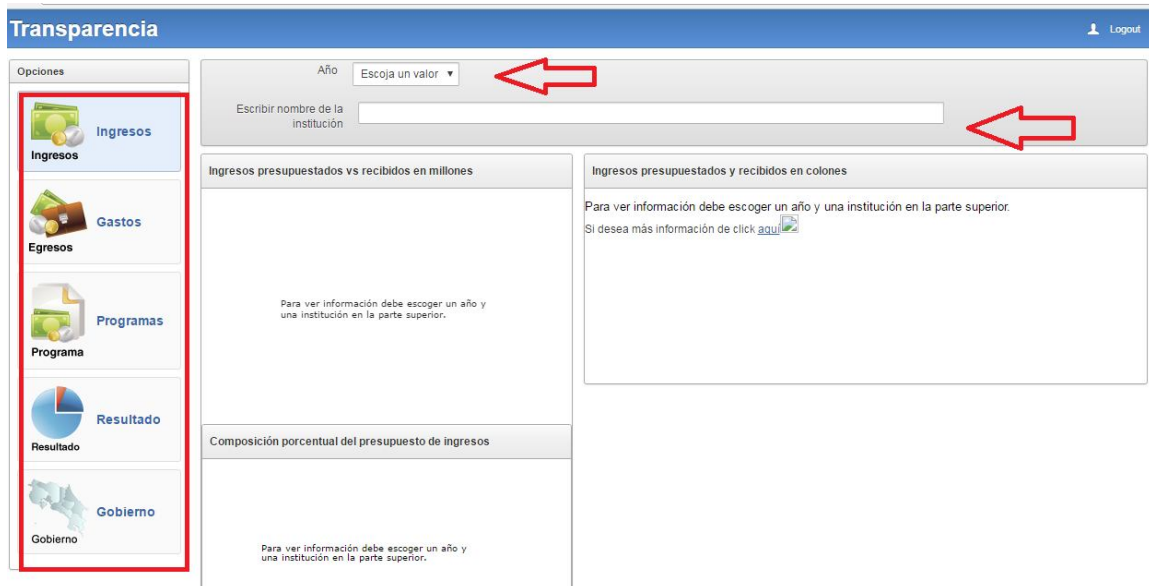 Transparencia
Logout
Opciones
Ingresos
Ingresos
Gastos
Egresos
Programas
Programa
Resultado
Resultado
Gobierno
Gobierno
Año
Escoja un valor
Escribir nombre de la
institución
Ingresos presupuestados vs recibidos en millones
Para ver información debe escoger un año y
una institución en la parte superior.
Ingresos presupuestados y recibidos en colones
Para ver información debe escoger un año y una institución en la parte superior.
Si desea más información de click aquí
Composición porcentual del presupuesto de ingresos
Para ver información debe escoger un año y
una institución en la parte superior.